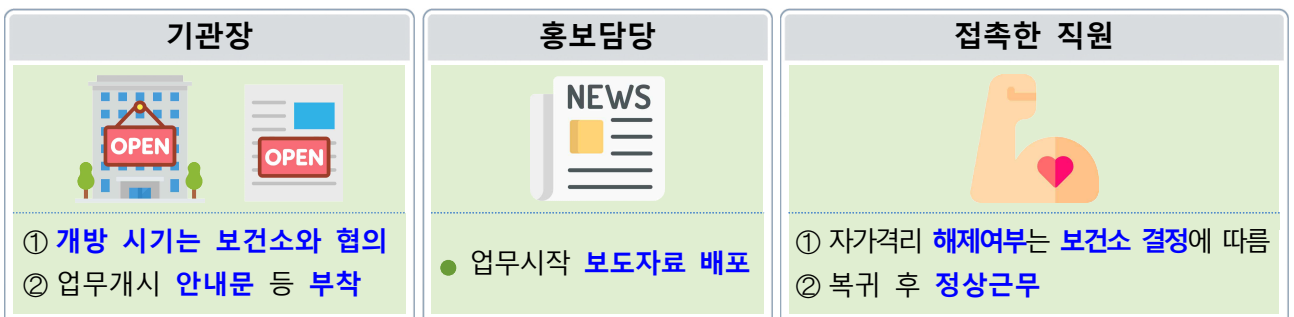 기관장
OPEN
OPEN
① 개방 시기는 보건소와 협의
② 업무개시 안내문 등 부착
홍보담당
NEWS
● 업무시작 보도자료 배포
접촉한 직원
① 자가격리 해제여부는 보건소 결정에 따름
② 복귀 후 정상근무